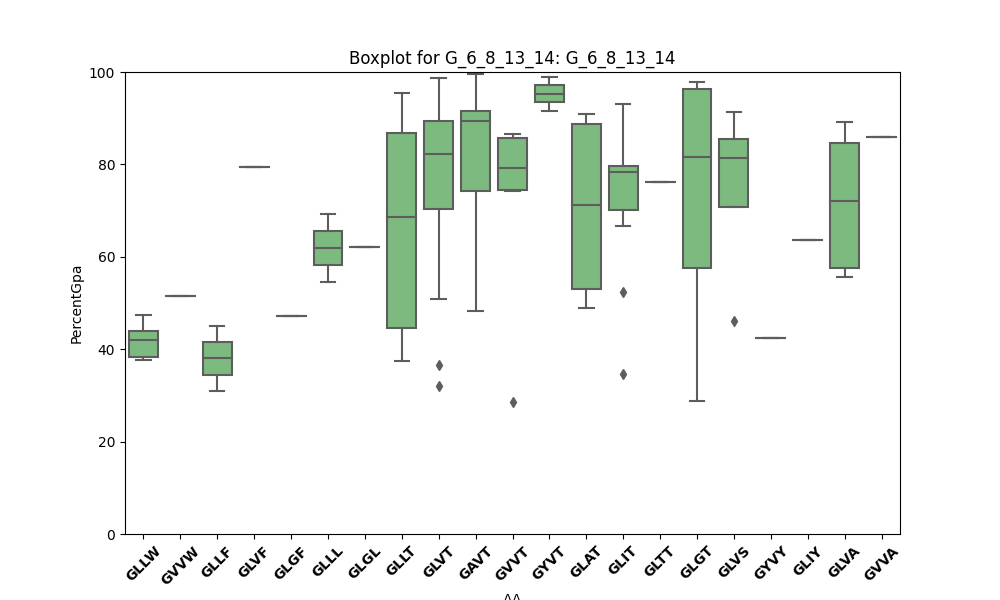 Boxplot for G_6_8_13_14: G_6_8_13_14
PercentGpa
100
80
60
40
20
0
GLLW GVVW GLLF GLVF GLGF GLLL GLGL GLLT GLVT GAVT GVVT GYVT GLAT GLIT GLTT GLGT GLVS GYVY GLIY GLVA GVVA
AA